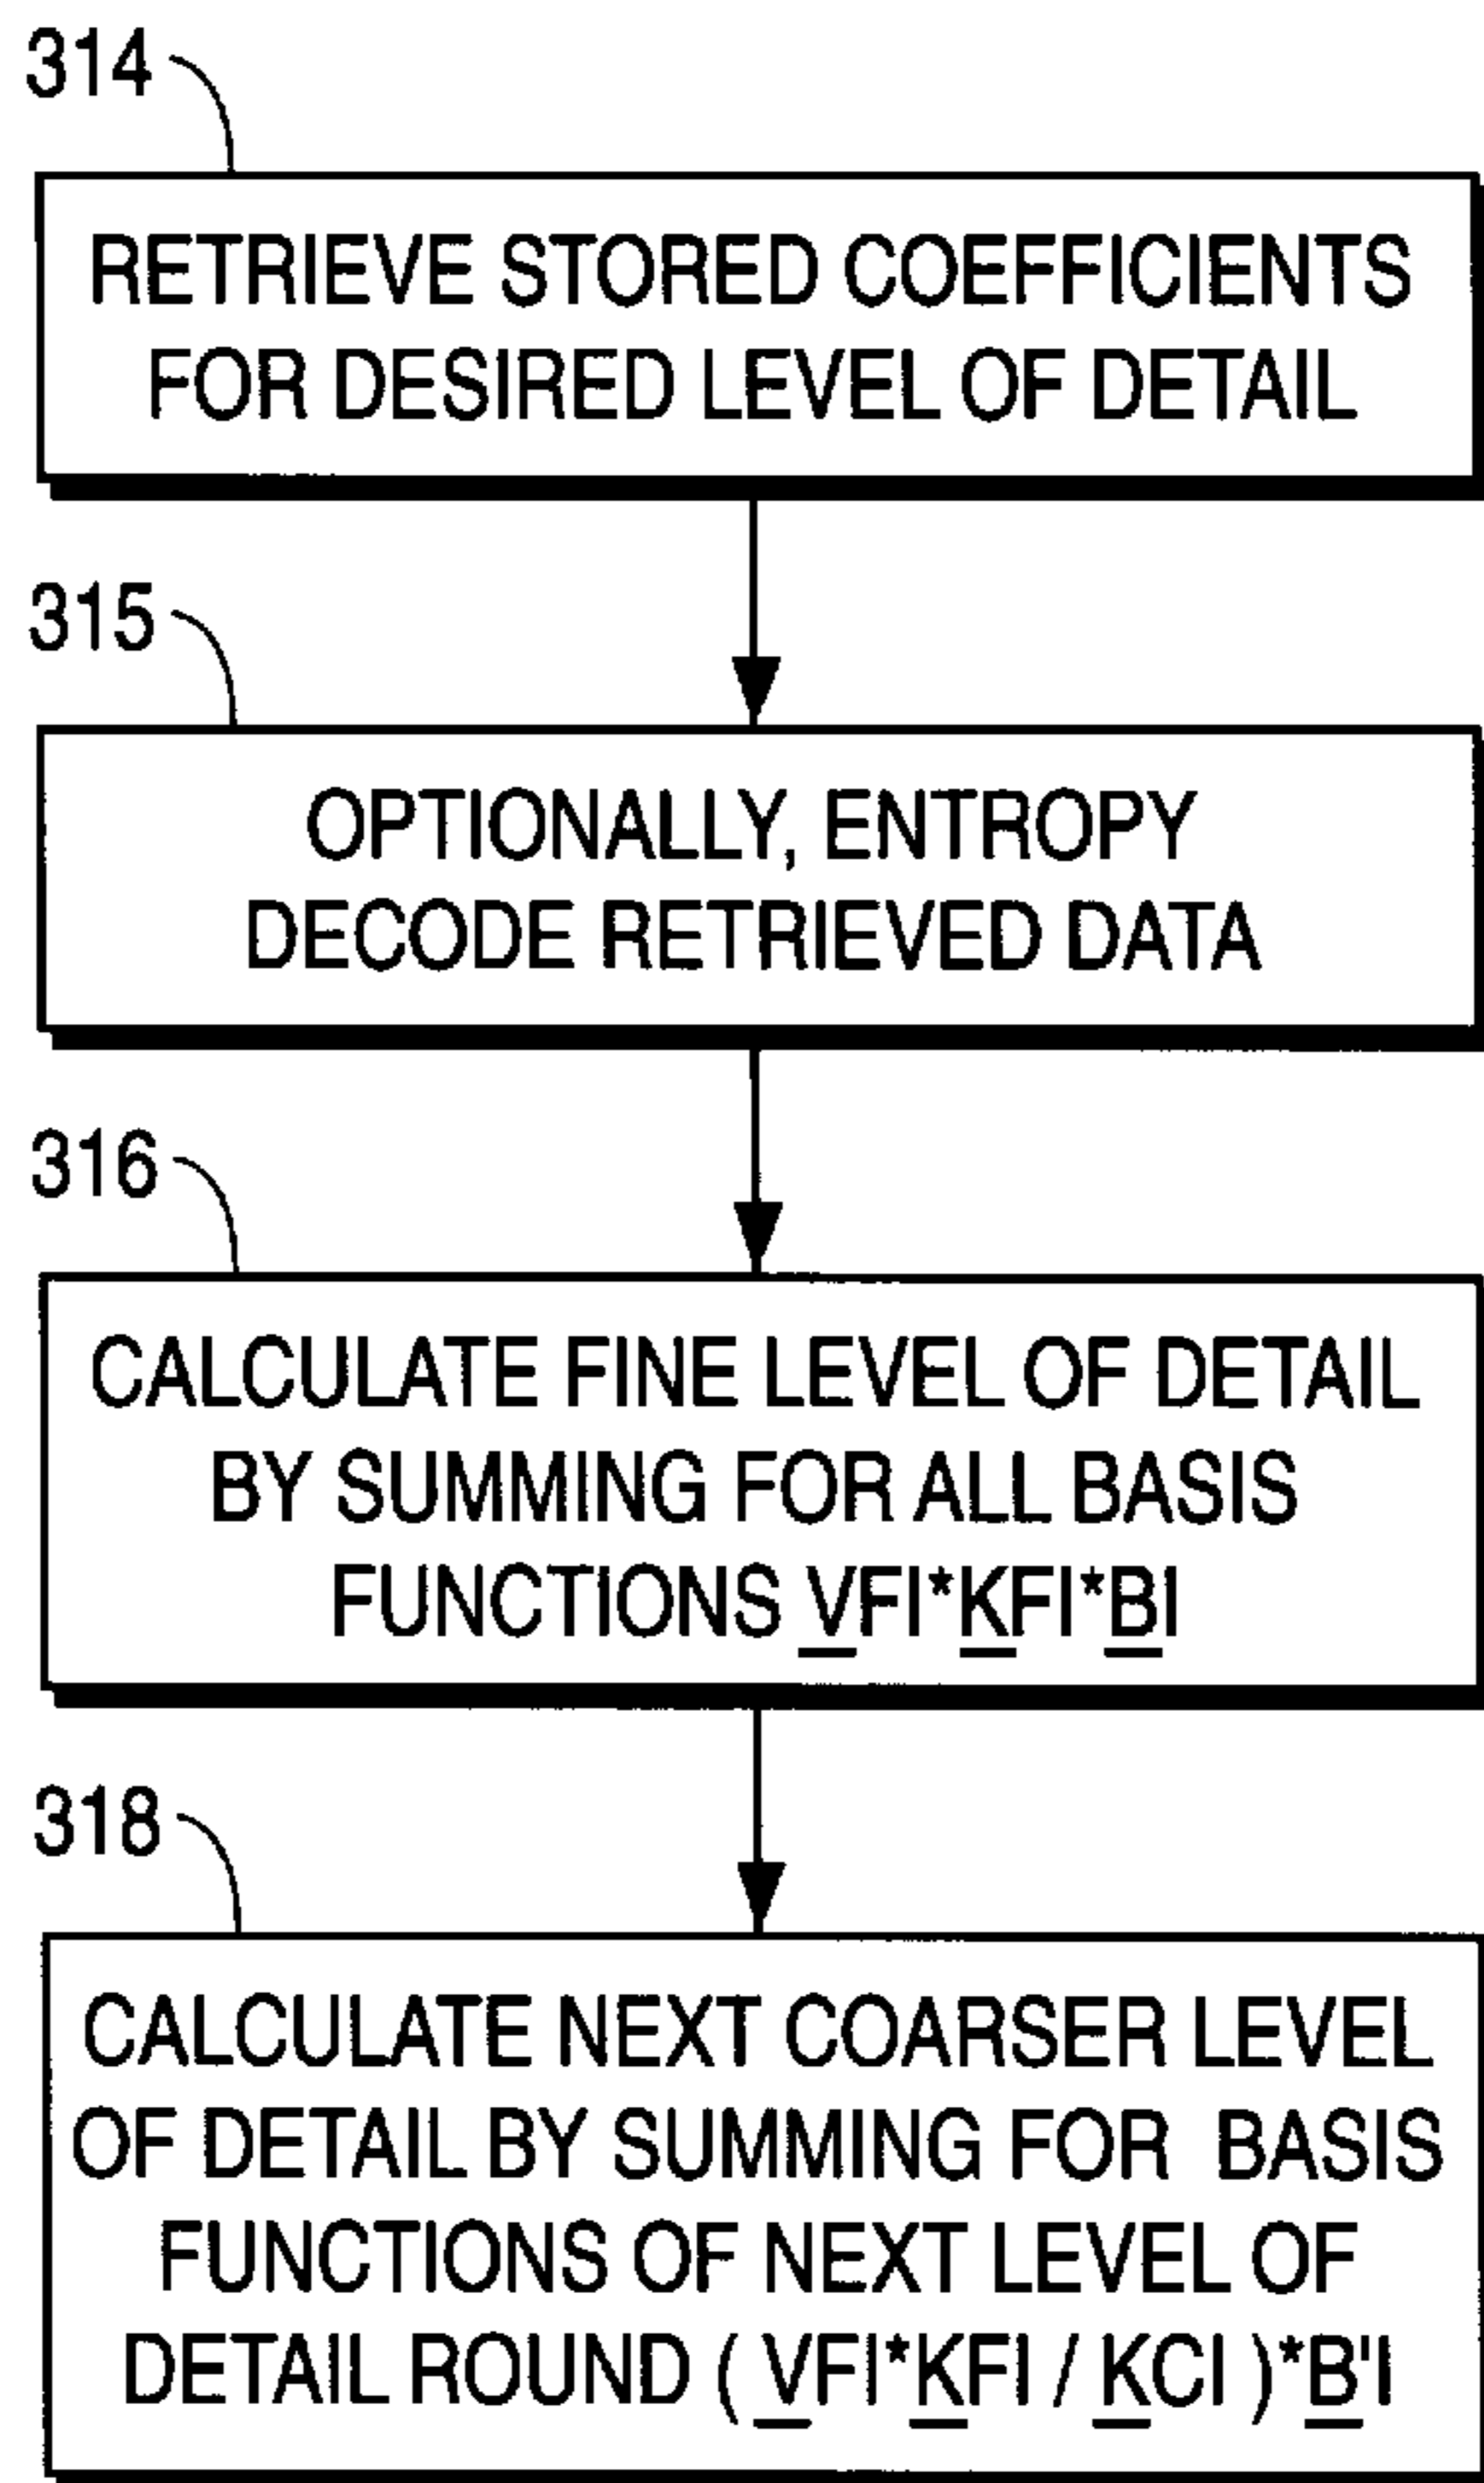 314
RETRIEVE STORED COEFFICIENTS
FOR DESIRED LEVEL OF DETAIL
315
OPTIONALLY, ENTROPY
DECODE RETRIEVED DATA
316
CALCULATE FINE LEVEL OF DETAIL
BY SUMMING FOR ALL BASIS
FUNCTIONS VFI*KFI*BI
318
CALCULATE NEXT COARSER LEVEL
OF DETAIL BY SUMMING FOR BASIS
FUNCTIONS OF NEXT LEVEL OF
DETAIL ROUND ( VFI*KFI / KCI )*B'I